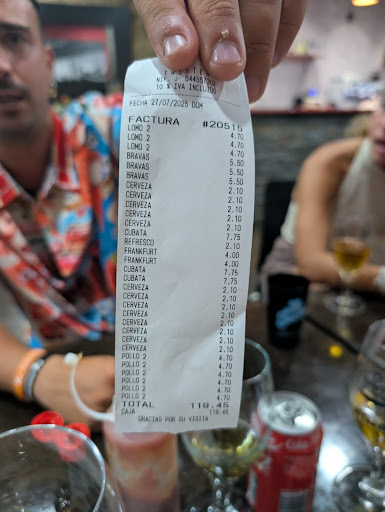 NIF. J- B4455
10 % IVA INCLUIDO
FECHA 27/07/2025 DOM
FACTURA #20515
LOMO 2 4.70
LOMO 2 4.70
LOMO 2 4.70
BRAVAS 5.50
BRAVAS 5.50
BRAVAS 5.50
CERVEZA 2.10
CERVEZA 2.10
CERVEZA 2.10
CERVEZA 2.10
CERVEZA 2.10
CUBATA 7.75
REFRESCO 2.10
FRANKFURT 4.00
FRANKFURT 4.00
CUBATA 7.75
CUBATA 7.75
CERVEZA 2.10
CERVEZA 2.10
CERVEZA 2.10
CERVEZA 2.10
CERVEZA 2.10
CERVEZA 2.10
CERVEZA 2.10
POLLO 2 4.70
POLLO 2 4.70
POLLO 2 4.70
POLLO 2 4.70
POLLO 2 4.70
TOTAL 119.45
CAJA 119.45
GRACIAS POR SU VISITA
Coca-Cola